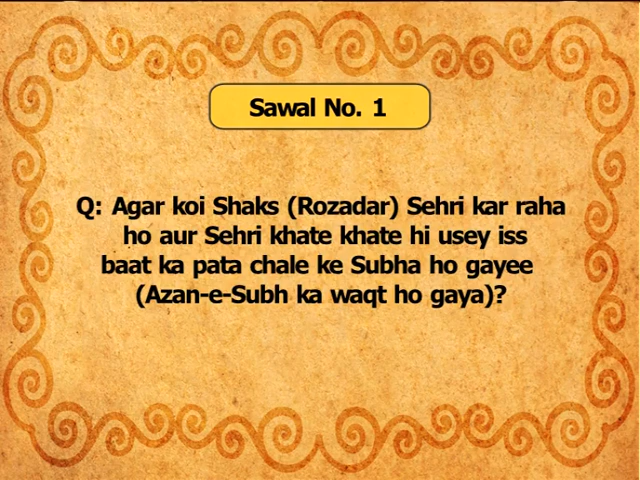 Sawal No. 1
Q: Agar koi Shaks (Rozadar) Sehri kar raha
ho aur Sehri khate khate hi usey iss
baat ka pata chale ke Subha ho gayee
(Azan-e-Subh ka waqt ho gaya)?